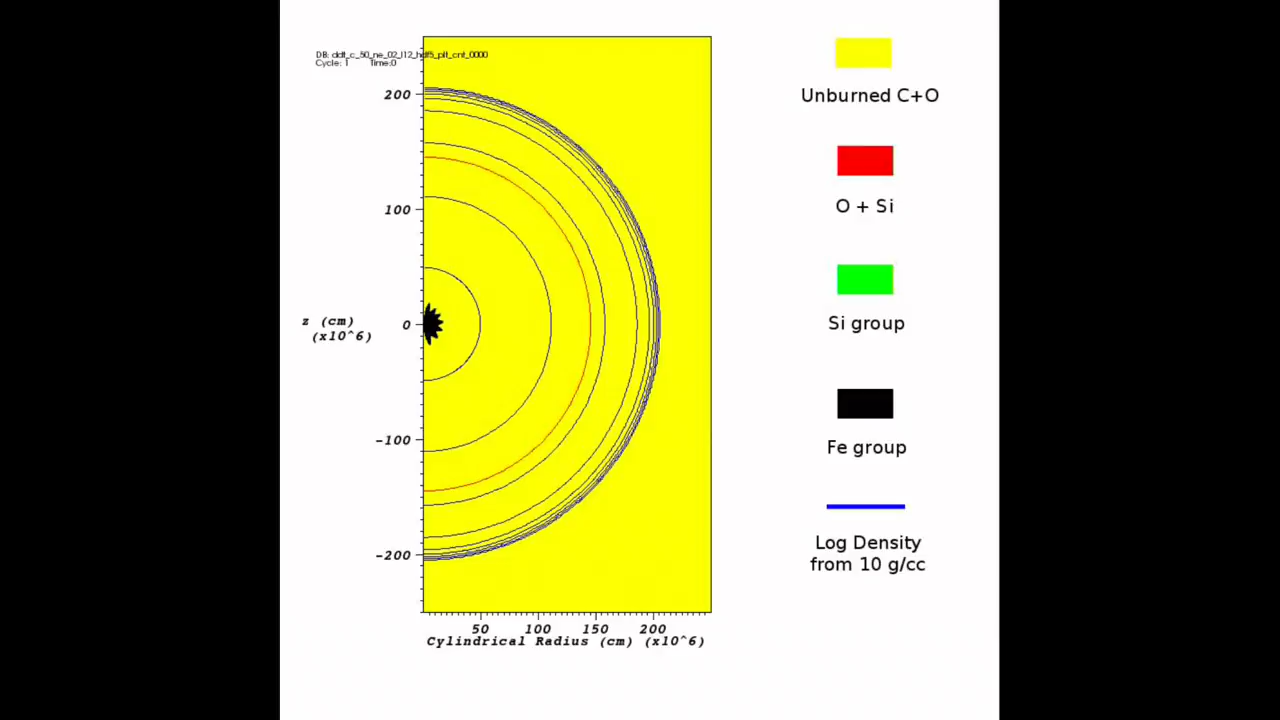 DB: ddt_c_50_ne_02_l12_hdf5_plt_cnt_0000
Cycle: 1 Time:0
200
100
0
-100
-200
z (cm)
(x10^6)
50 100 150 200
Cylindrical Radius (cm) (x10^6)
Unburned C+O
O + Si
Si group
Fe group
Log Density
from 10 g/cc